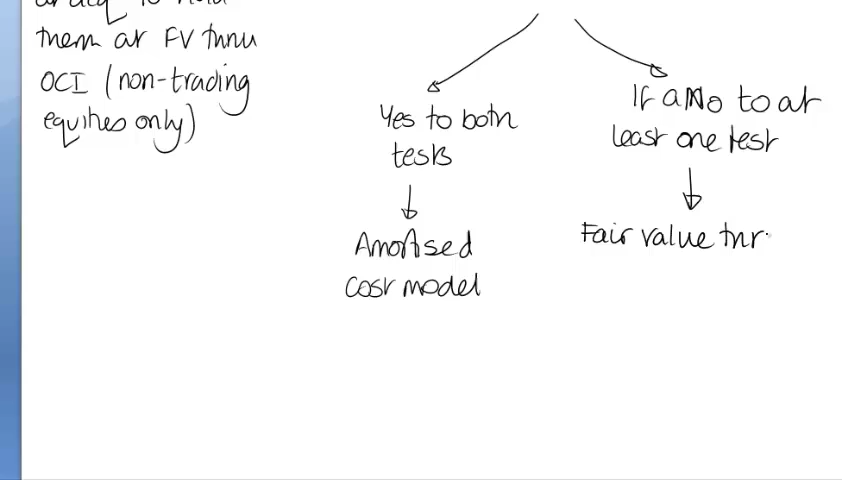 them at FV thru
OCI (non-trading
equities only)
Yes to both
tests
Amortised
cost model
If a No to at
least one test
Fair value thr